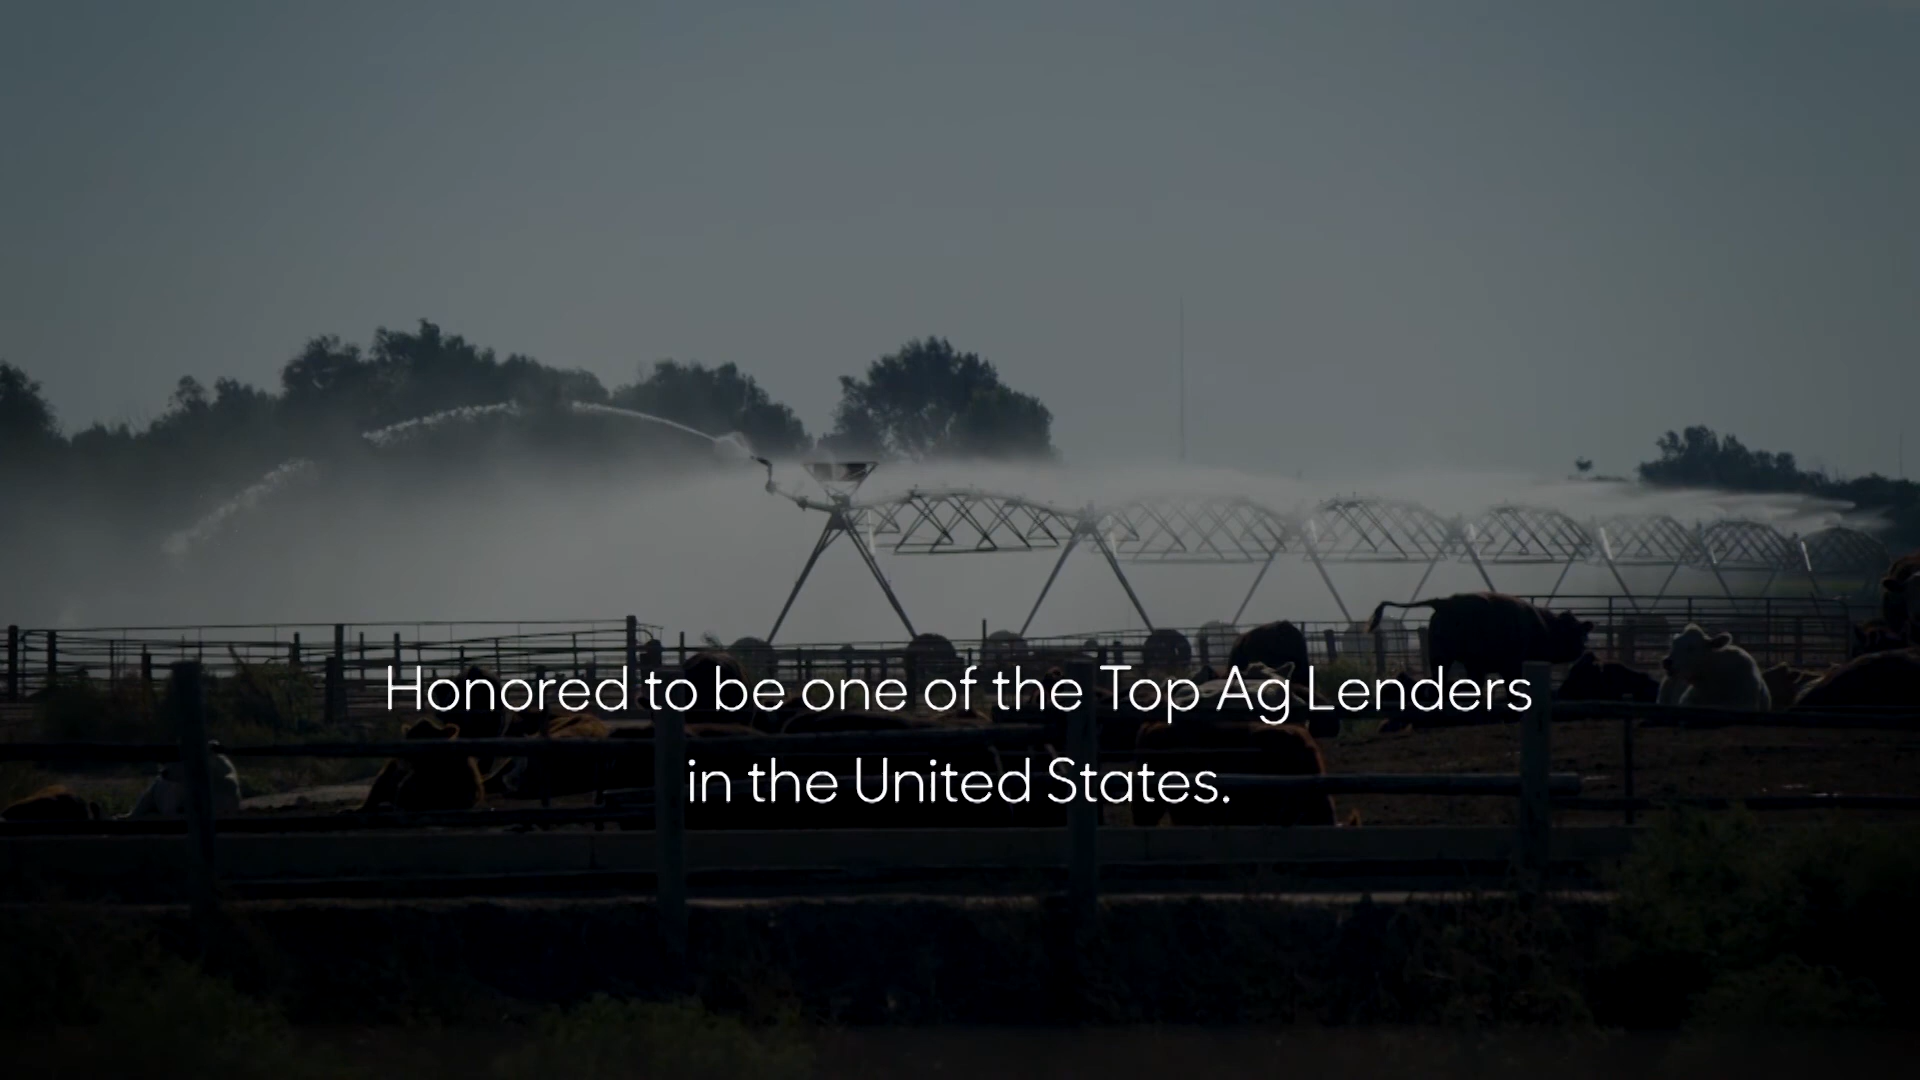 Honored to be one of the Top Ag Lenders
in the United States.